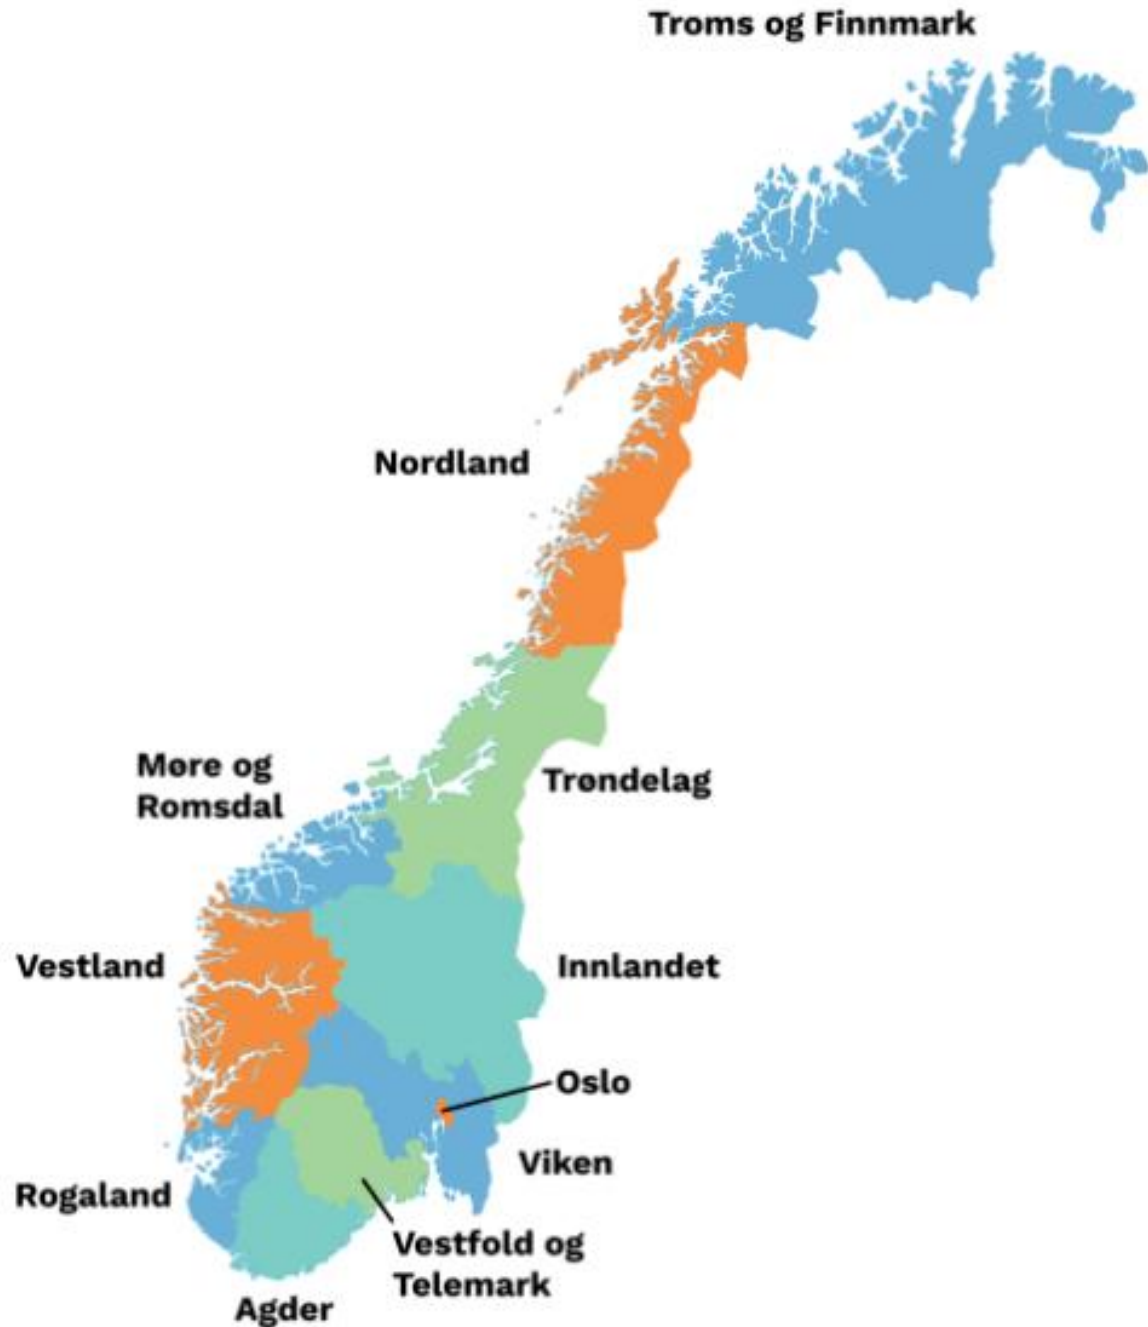 Troms og Finnmark
Nordland
Møre og
Romsdal
Trøndelag
Vestland
Innlandet
Oslo
Viken
Rogaland
Vestfold og
Telemark
Agder